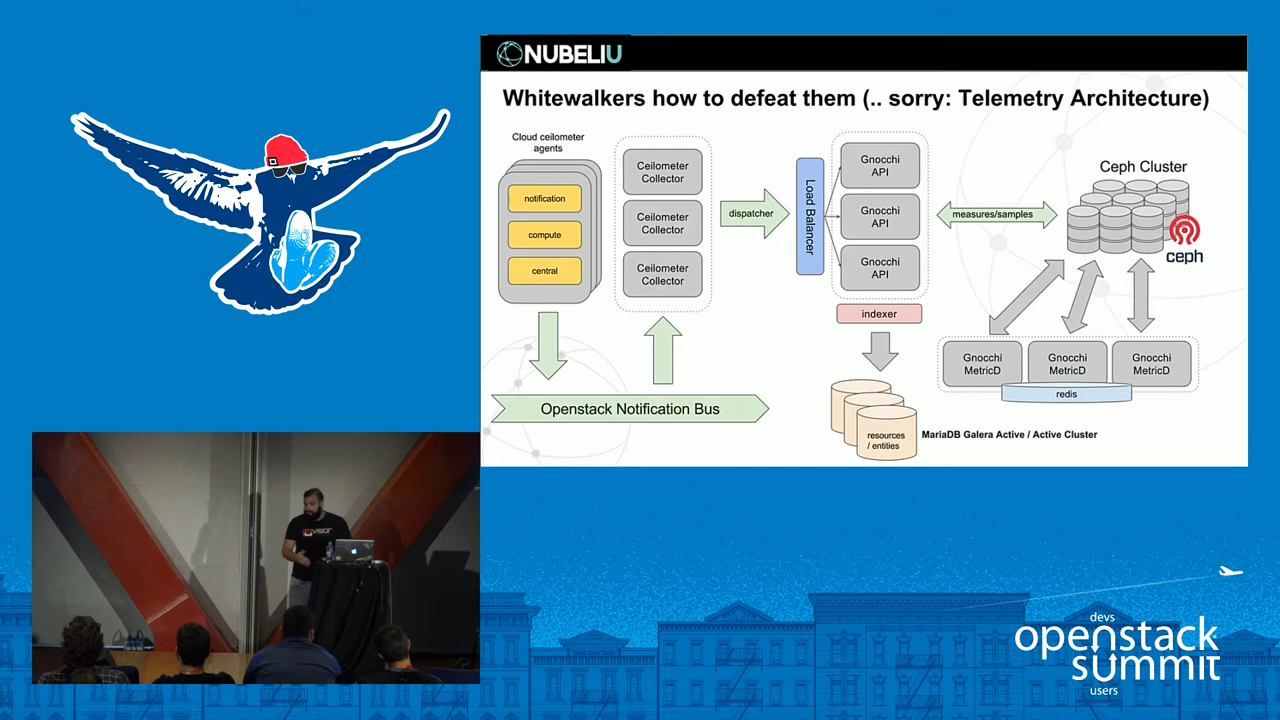 NUBELIU
Whitewalkers how to defeat them (.. sorry: Telemetry Architecture)
Cloud ceilometer
agents
notification
compute
central
Ceilometer
Collector
Ceilometer
Collector
Ceilometer
Collector
dispatcher
Load Balancer
Gnocchi
API
Gnocchi
API
Gnocchi
API
indexer
measures/samples
Ceph Cluster
ceph
Gnocchi
MetricD
Gnocchi
MetricD
Gnocchi
MetricD
redis
Openstack Notification Bus
resources
/ entities
MariaDB Galera Active / Active Cluster
VISOR
devs
openstack
summit
users